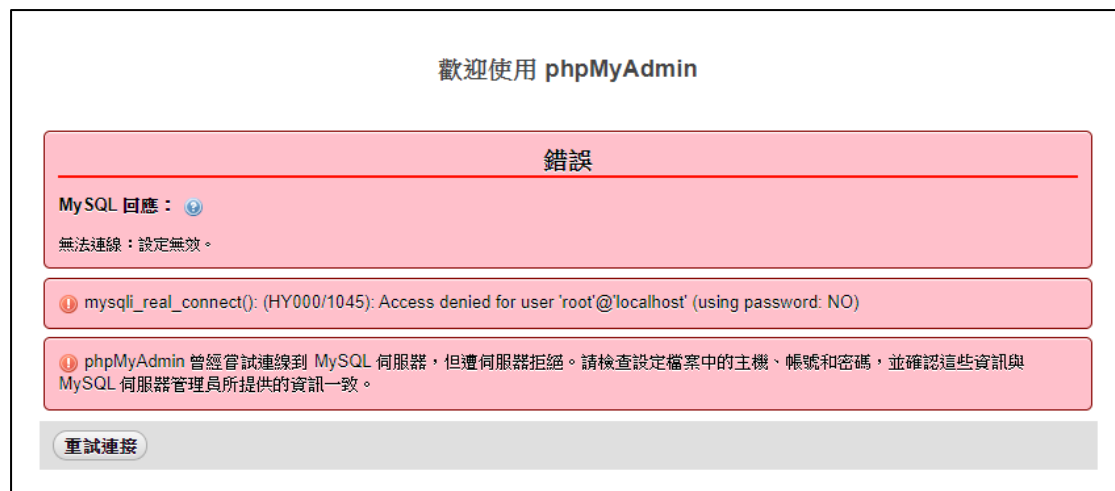 歡迎使用 phpMyAdmin
錯誤
MySQL 回應：
無法連線：設定無效。
mysqli_real_connect(): (HY000/1045): Access denied for user 'root'@'localhost' (using password: NO)
phpMyAdmin 曾經嘗試連線到 MySQL 伺服器，但遭伺服器拒絕。請檢查設定檔案中的主機、帳號和密碼，並確認這些資訊與
MySQL 伺服器管理員所提供的資訊一致。
重試連接